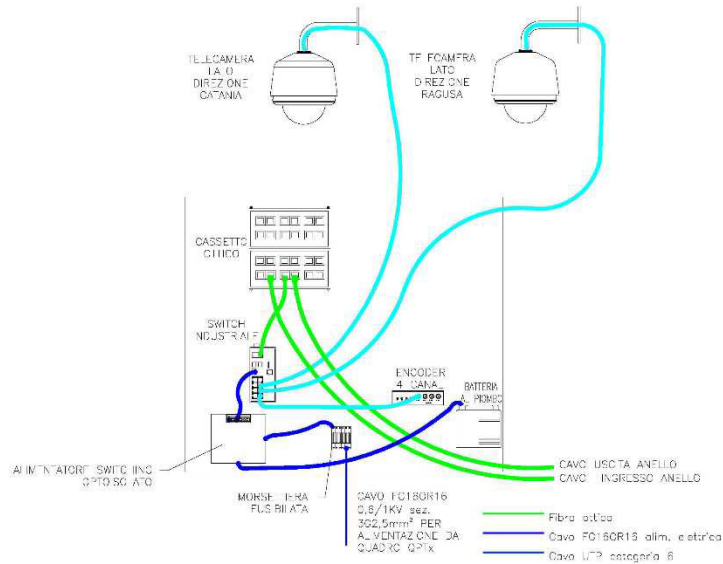 TELECAMERA
LATO
DIREZIONE
CATANIA
TELECAMERA
LATO
DIREZIONE
RAGUSA
CASSETTO
OTTICO
SWITCH
INDUSTRIALE
ENCODER
4 CANALI
BATTERIA
AL PIOMBO
ALIMENTATORE SWITCHING
OPTOISOLATO
MORSETTIERA
FUSIBILATA
CAVO FG16OR16
0,6/1KV sez.
3G2,5mm² PER
ALIMENTAZIONE DA
QUADRO QPTx
CAVO USCITA ANELLO
CAVO INGRESSO ANELLO
Fibra ottica
Cavo FG16OR16 alim. elettrica
Cavo UTP categoria 6